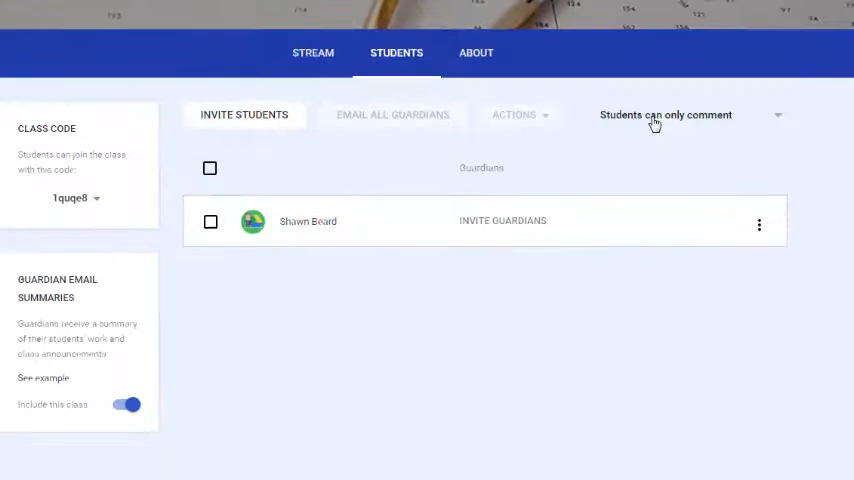 STREAM
STUDENTS
ABOUT
CLASS CODE
Students can join the class
with this code:
1quqe8
INVITE STUDENTS
EMAIL ALL GUARDIANS
ACTIONS
Students can only comment
Guardians
Shawn Beard
INVITE GUARDIANS
GUARDIAN EMAIL
SUMMARIES
Guardians receive a summary
of their students' work and
class announcements
See example
Include this class